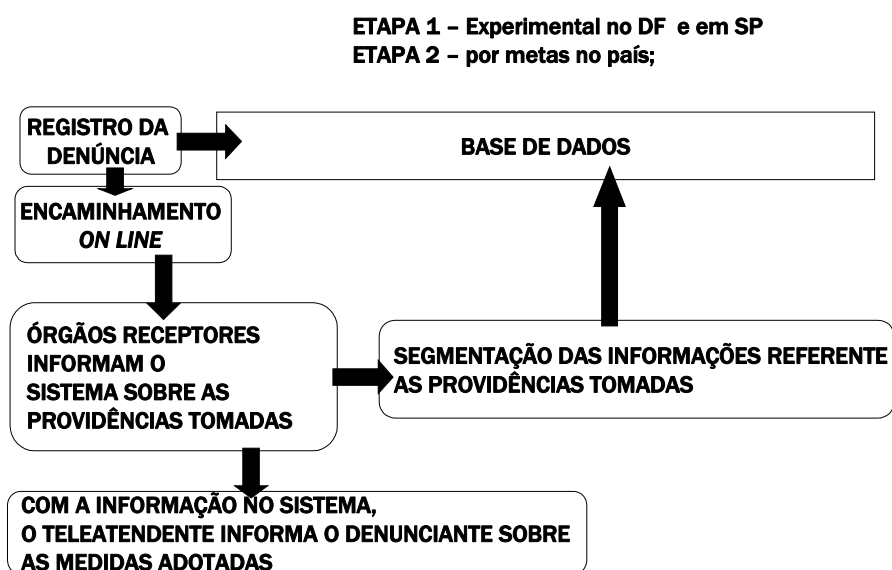 ETAPA 1 – Experimental no DF e em SP
ETAPA 2 – por metas no país;
REGISTRO DA
DENÚNCIA
BASE DE DADOS
ENCAMINHAMENTO
ON LINE
ÓRGÃOS RECEPTORES
INFORMAM O
SISTEMA SOBRE AS
PROVIDÊNCIAS TOMADAS
SEGMENTAÇÃO DAS INFORMAÇÕES REFERENTE
AS PROVIDÊNCIAS TOMADAS
COM A INFORMAÇÃO NO SISTEMA,
O TELEATENDENTE INFORMA O DENUNCIANTE SOBRE
AS MEDIDAS ADOTADAS